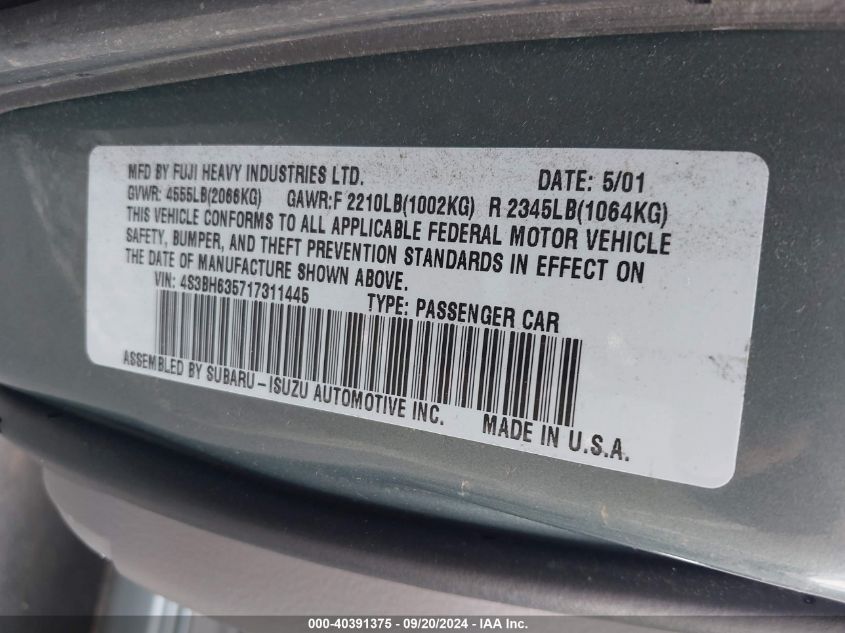 MFD BY FUJI HEAVY INDUSTRIES LTD. DATE: 5/01
GVWR: 4555LB(2066KG) GAWR:F 2210LB(1002KG) R 2345LB(1064KG)
THIS VEHICLE CONFORMS TO ALL APPLICABLE FEDERAL MOTOR VEHICLE
SAFETY, BUMPER, AND THEFT PREVENTION STANDARDS IN EFFECT ON
THE DATE OF MANUFACTURE SHOWN ABOVE.
VIN: 4S3BH635717311445 TYPE: PASSENGER CAR
ASSEMBLED BY SUBARU-ISUZU AUTOMOTIVE INC. MADE IN U.S.A.
000-40391375 - 09/20/2024 - IAA Inc.